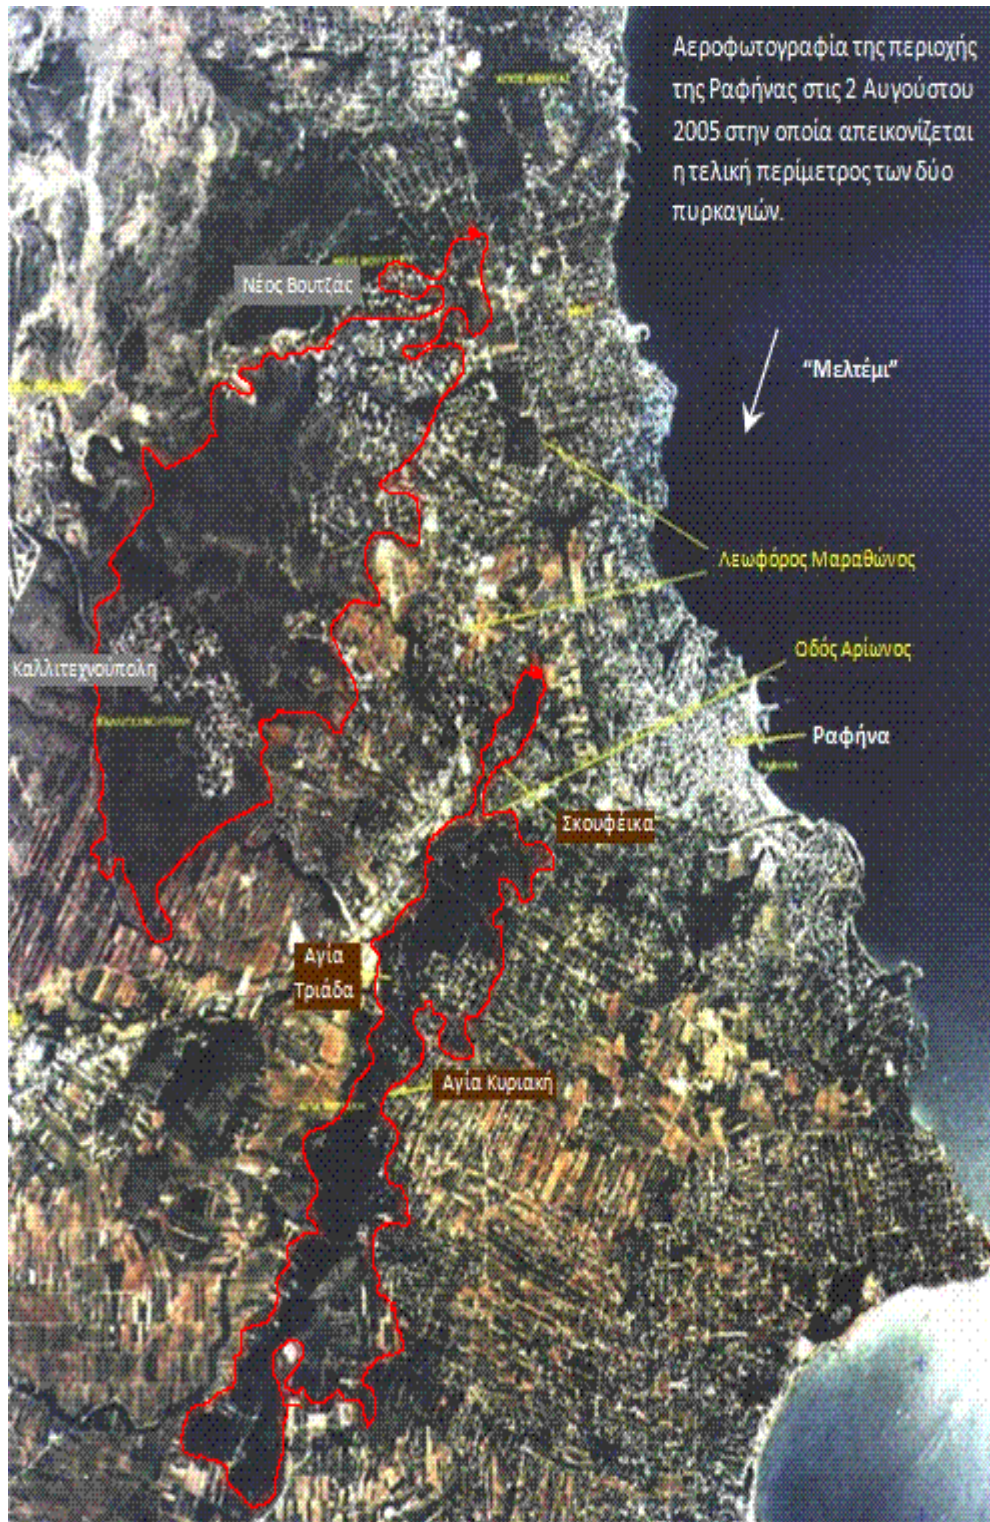 Αεροφωτογραφία της περιοχής
της Ραφήνας στις 2 Αυγούστου
2005 στην οποία απεικονίζεται
η τελική περίμετρος των δύο
πυρκαγιών.
Νέος Βουτζάς
“Μελτέμι”
Λεωφόρος Μαραθώνος
Οδός Αρίωνος
Καλλιτεχνούπολη
Ραφήνα
Σκουφέικα
Αγία
Τριάδα
Αγία Κυριακή